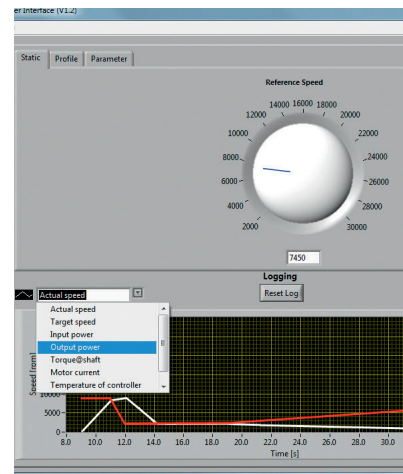 er Interface (V1.2)
Static Profile Parameter
Reference Speed
14000 16000 18000
12000 20000
10000 22000
8000 24000
6000 26000
4000 28000
2000 30000
7450
Logging
Actual speed Reset Log
Actual speed
Target speed
Input power
Output power
Torque@shaft
Motor current
Temperature of controller
Speed [rpm]
10000
5000
0
8.0 10.0 12.0 14.0 16.0 18.0 20.0 22.0 24.0 26.0 28.0 30.0
Time [s]